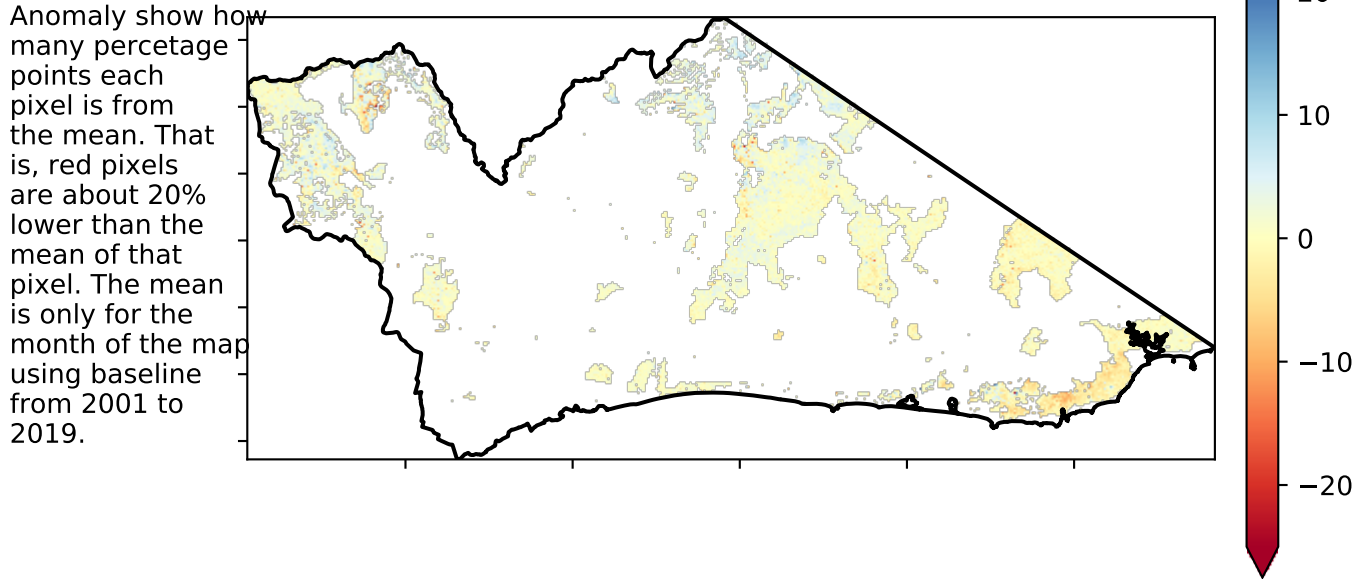 Anomaly show how
many percetage
points each
pixel is from
the mean. That
is, red pixels
are about 20%
lower than the
mean of that
pixel. The mean
is only for the
month of the map
using baseline
from 2001 to
2019.
10
0
−10
−20